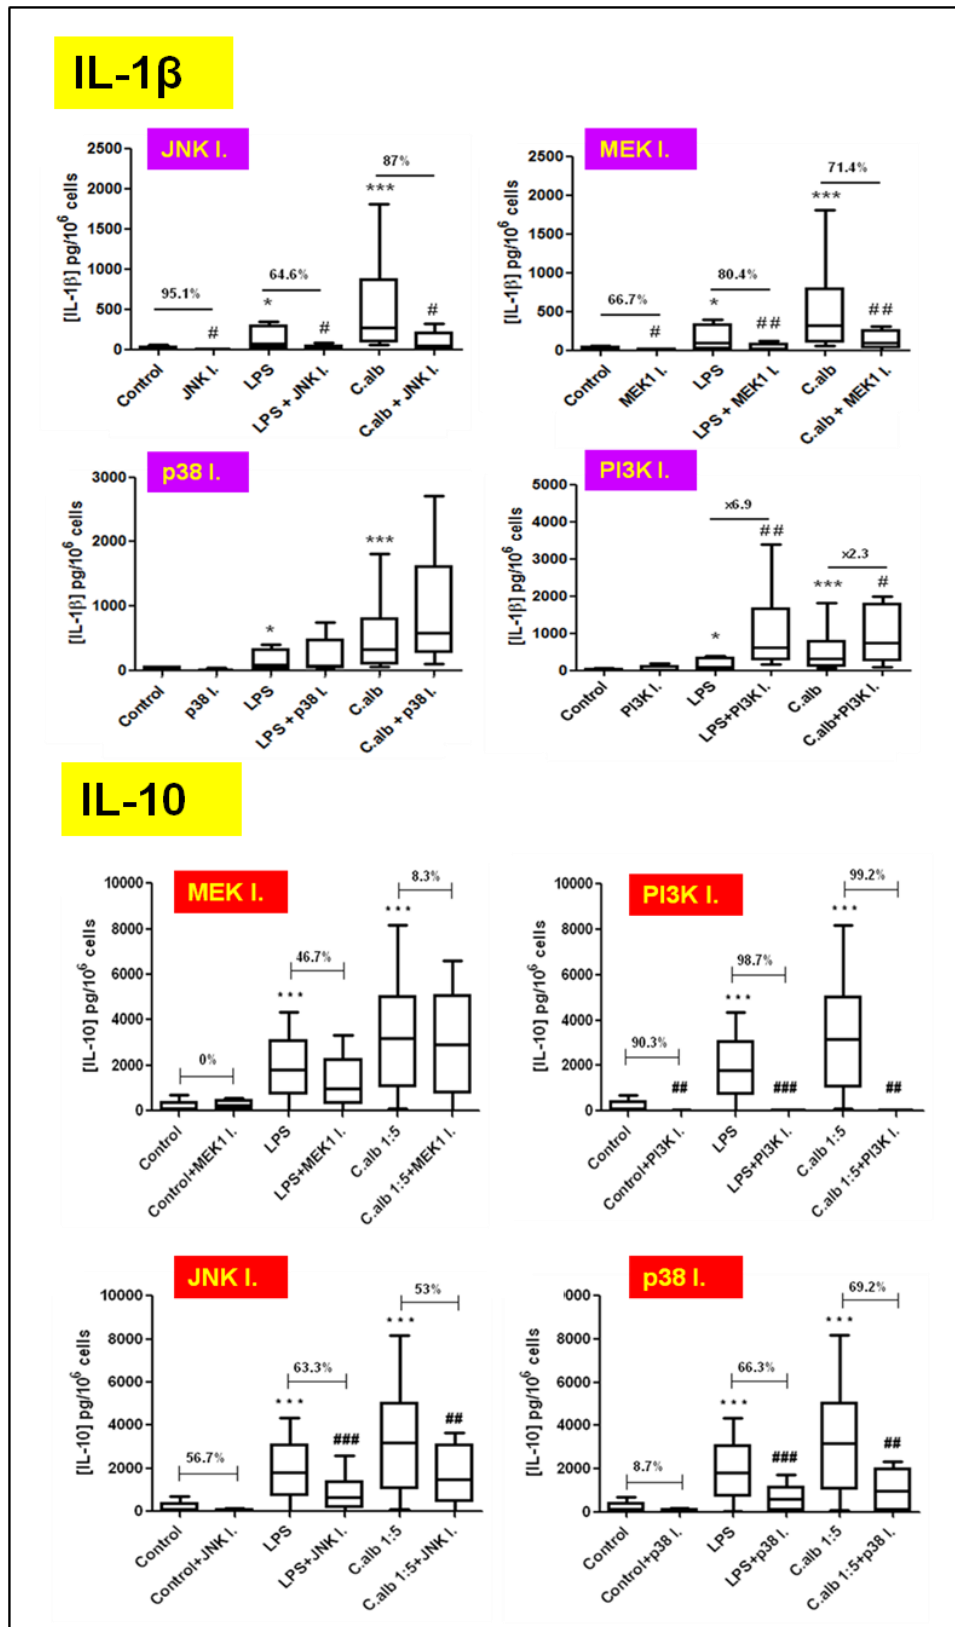 IL-1β
JNK I.
[IL-1β] pg/10⁶ cells
2500
2000
1500
1000
500
0
95.1%
64.6%
87%
#
*
#
***
#
Control
JNK I.
LPS
LPS + JNK I.
C.alb
C.alb + JNK I.
MEK I.
[IL-1β] pg/10⁶ cells
2500
2000
1500
1000
500
0
66.7%
80.4%
71.4%
#
*
##
***
##
Control
MEK1 I.
LPS
LPS + MEK1 I.
C.alb
C.alb + MEK1 I.
p38 I.
[IL-1β] pg/10⁶ cells
3000
2000
1000
0
*
***
Control
p38 I.
LPS
LPS + p38 I.
C.alb
C.alb + p38 I.
PI3K I.
[IL-1β] pg/10⁶ cells
5000
4000
3000
2000
1000
0
x6.9
x2.3
*
##
***
#
Control
PI3K I.
LPS
LPS+PI3K I.
C.alb
C.alb+PI3K I.
IL-10
MEK I.
[IL-10] pg/10⁶ cells
10000
8000
6000
4000
2000
0
0%
46.7%
8.3%
***
***
Control
Control+MEK1 I.
LPS
LPS+MEK1 I.
C.alb 1:5
C.alb 1:5+MEK1 I.
PI3K I.
[IL-10] pg/10⁶ cells
10000
8000
6000
4000
2000
0
90.3%
98.7%
99.2%
##
***
###
***
##
Control
Control+PI3K I.
LPS
LPS+PI3K I.
C.alb 1:5
C.alb 1:5+PI3K I.
JNK I.
[IL-10] pg/10⁶ cells
10000
8000
6000
4000
2000
0
56.7%
63.3%
53%
***
###
***
##
Control
Control+JNK I.
LPS
LPS+JNK I.
C.alb 1:5
C.alb 1:5+JNK I.
p38 I.
[IL-10] pg/10⁶ cells
0000
8000
6000
4000
2000
0
8.7%
66.3%
69.2%
***
###
***
##
Control
Control+p38 I.
LPS
LPS+p38 I.
C.alb 1:5
C.alb 1:5+p38 I.